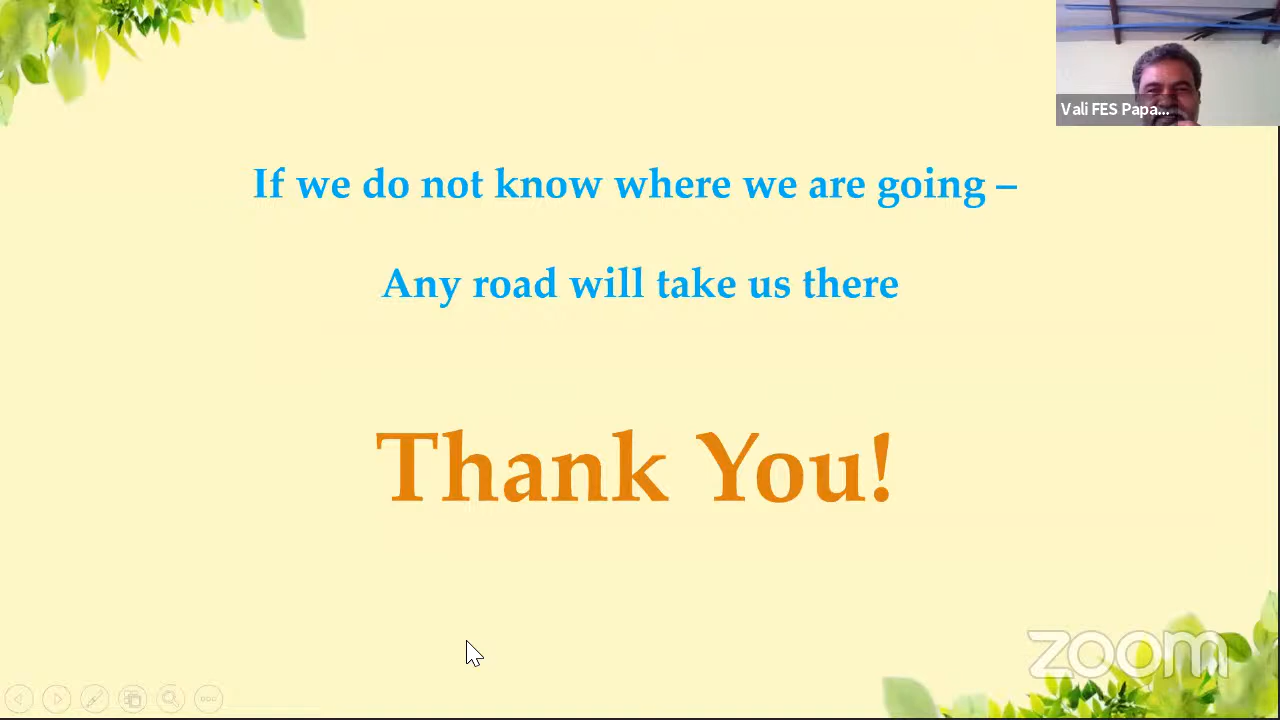 Vali FES Papa...
If we do not know where we are going –
Any road will take us there
Thank You!
zoom